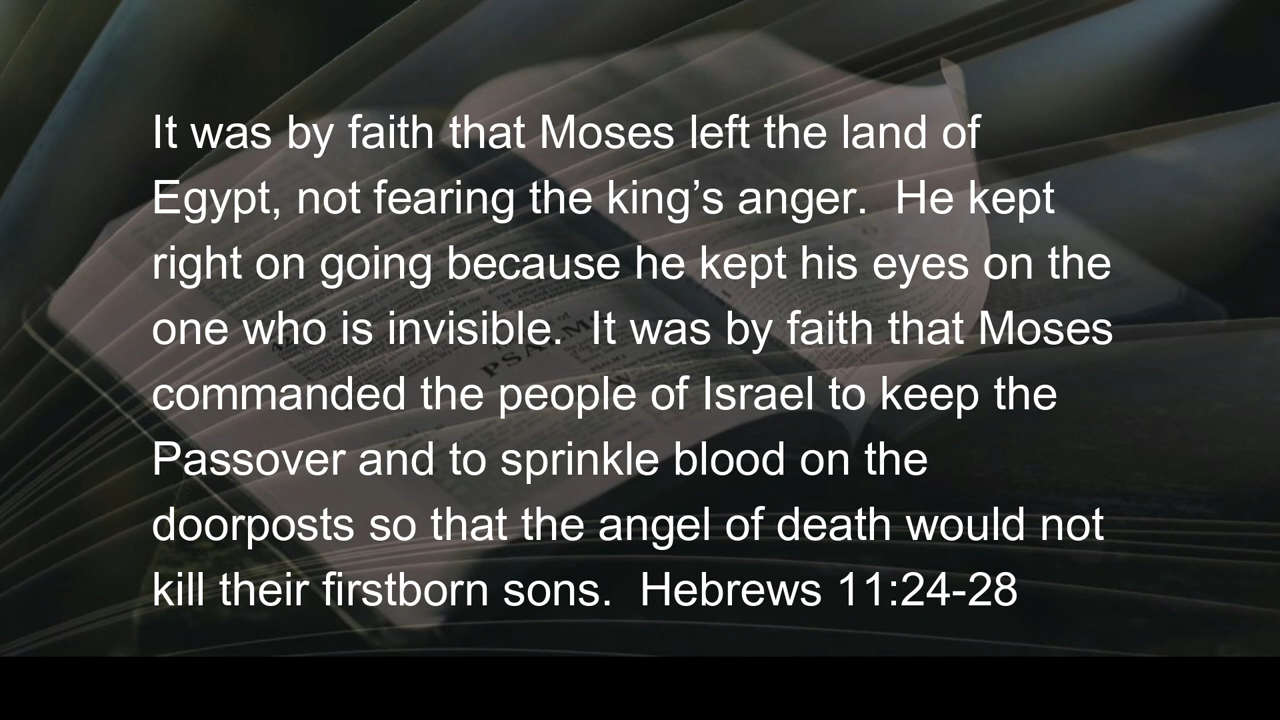 It was by faith that Moses left the land of
Egypt, not fearing the king’s anger.  He kept
right on going because he kept his eyes on the
one who is invisible.  It was by faith that Moses
commanded the people of Israel to keep the
Passover and to sprinkle blood on the
doorposts so that the angel of death would not
kill their firstborn sons.  Hebrews 11:24-28